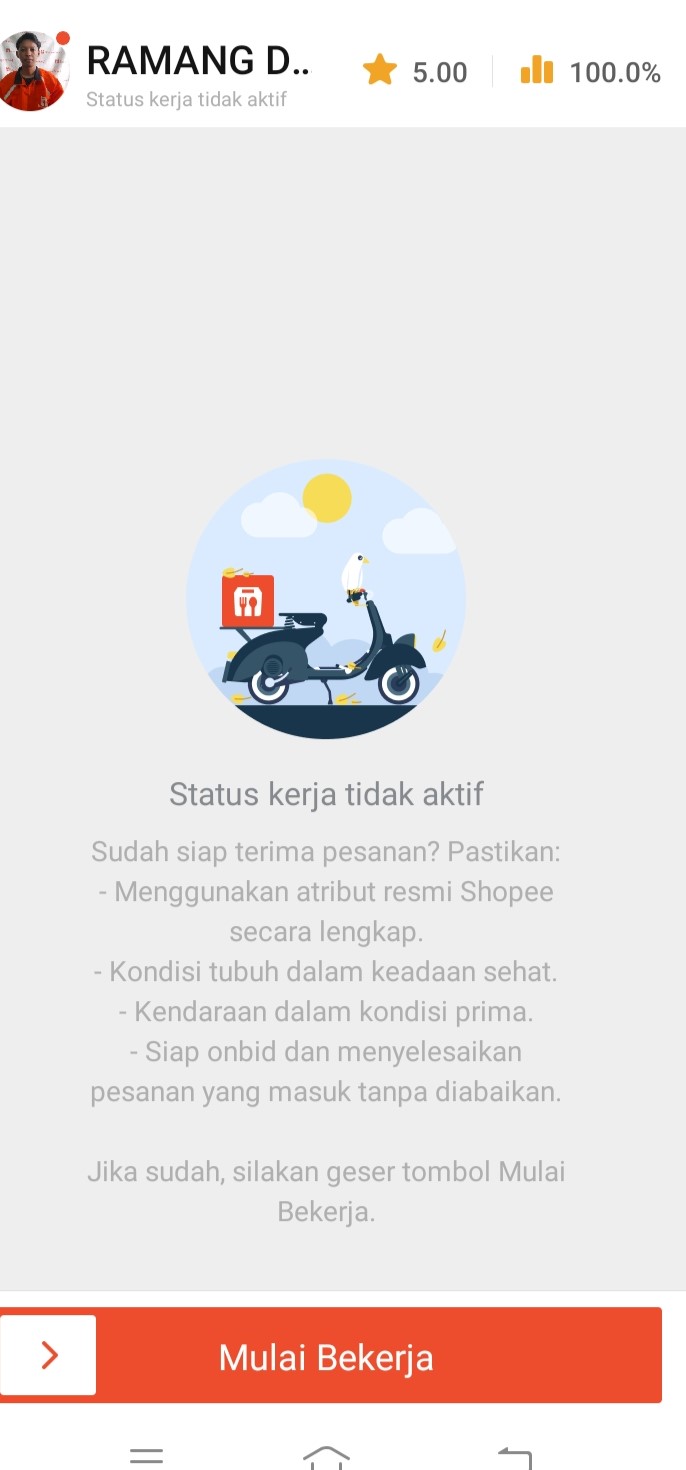 RAMANG D..
5.00
100.0%
Status kerja tidak aktif
Status kerja tidak aktif
Sudah siap terima pesanan? Pastikan:
- Menggunakan atribut resmi Shopee
secara lengkap.
- Kondisi tubuh dalam keadaan sehat.
- Kendaraan dalam kondisi prima.
- Siap onbid dan menyelesaikan
pesanan yang masuk tanpa diabaikan.
Jika sudah, silakan geser tombol Mulai
Bekerja.
Mulai Bekerja